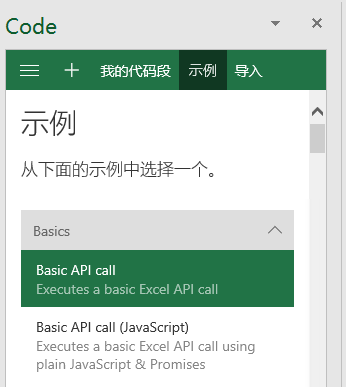 Code
我的代码段 示例 导入
示例
从下面的示例中选择一个。
Basics
Basic API call
Executes a basic Excel API call
Basic API call (JavaScript)
Executes a basic Excel API call using
plain JavaScript & Promises